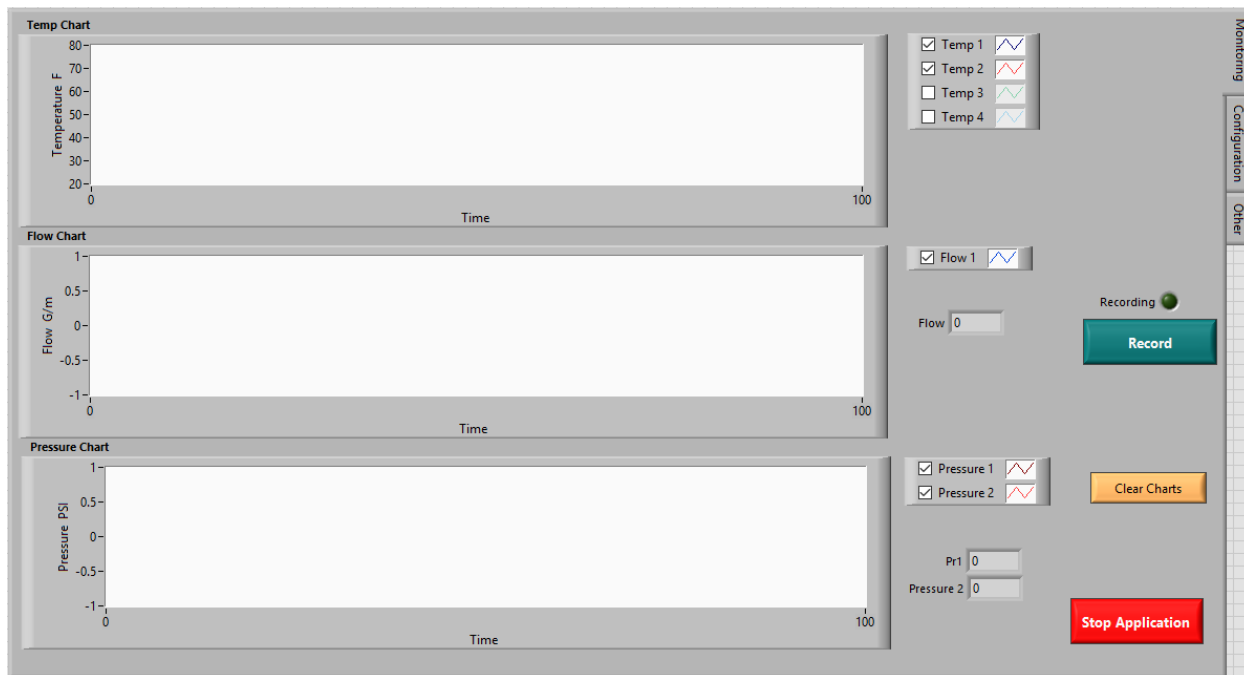 Temp Chart
80
70
60
50
40
30
20
Temperature F
0
100
Time
Temp 1
Temp 2
Temp 3
Temp 4
Monitoring
Configuration
Other
Flow Chart
1
0.5
0
-0.5
-1
Flow G/m
0
100
Time
Flow 1
Flow 0
Recording
Record
Pressure Chart
1
0.5
0
-0.5
-1
Pressure PSI
0
100
Time
Pressure 1
Pressure 2
Clear Charts
Pr1 0
Pressure 2 0
Stop Application